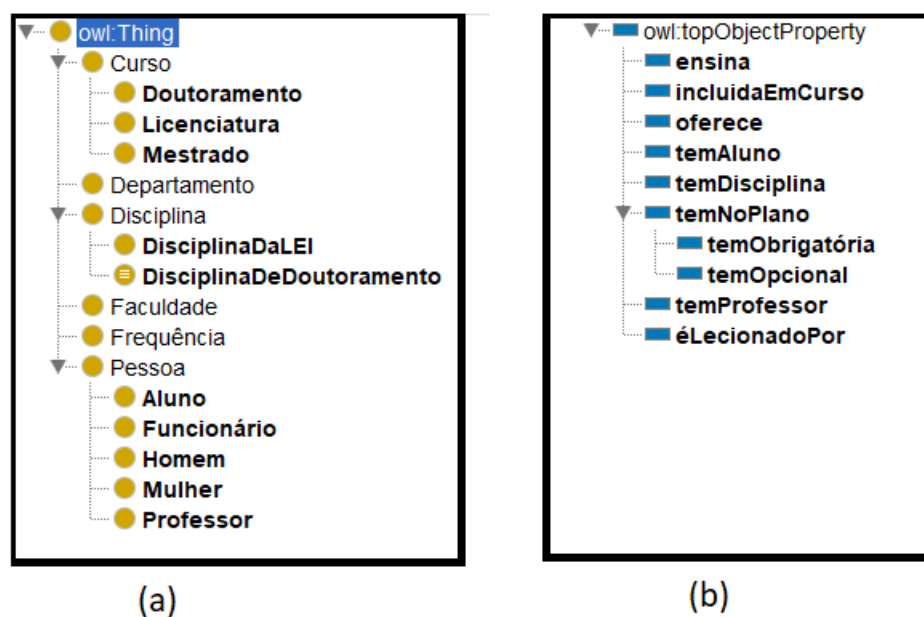 owl:Thing
Curso
Doutoramento
Licenciatura
Mestrado
Departamento
Disciplina
DisciplinaDaLEI
DisciplinaDeDoutoramento
Faculdade
Frequência
Pessoa
Aluno
Funcionário
Homem
Mulher
Professor
(a)
owl:topObjectProperty
ensina
incluidaEmCurso
oferece
temAluno
temDisciplina
temNoPlano
temObrigatória
temOpcional
temProfessor
éLecionadoPor
(b)